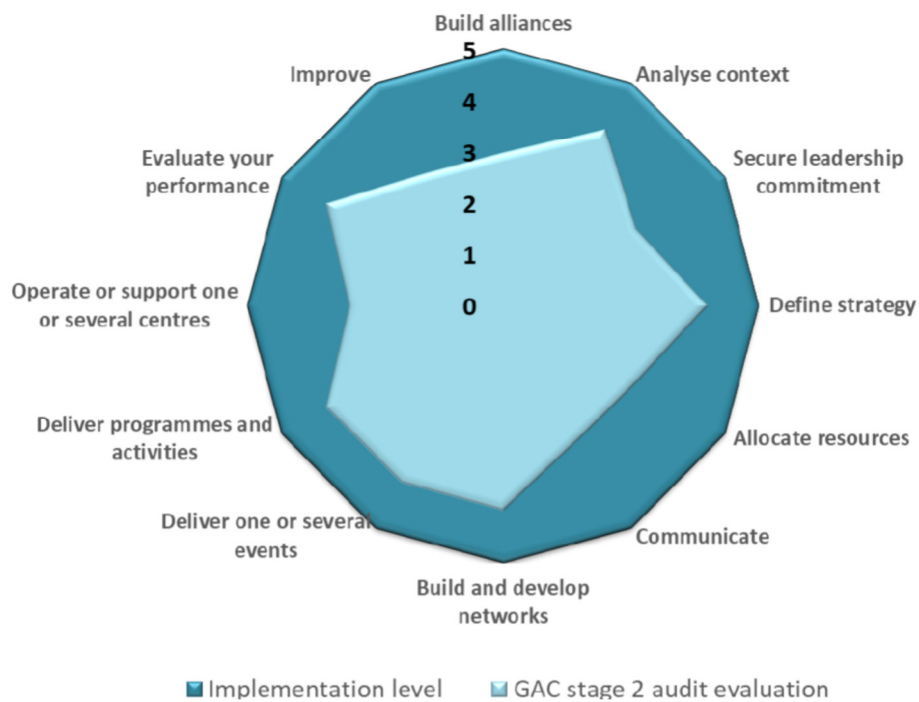 Build alliances
5
Improve
Analyse context
4
Evaluate your
performance
3
Secure leadership
commitment
2
1
Operate or support one
or several centres
0
Define strategy
Deliver programmes and
activities
Allocate resources
Deliver one or several
events
Communicate
Build and develop
networks
Implementation level
GAC stage 2 audit evaluation